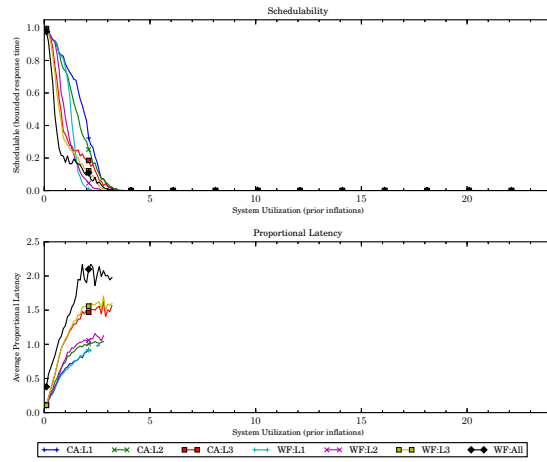 Schedulability
Schedulable (bounded response time)
1.0
0.8
0.6
0.4
0.2
0.0
0 5 10 15 20
System Utilization (prior inflations)
Proportional Latency
Average Proportional Latency
2.5
2.0
1.5
1.0
0.5
0.0
0 5 10 15 20
System Utilization (prior inflations)
CA:L1 CA:L2 CA:L3 WF:L1 WF:L2 WF:L3 WF:All